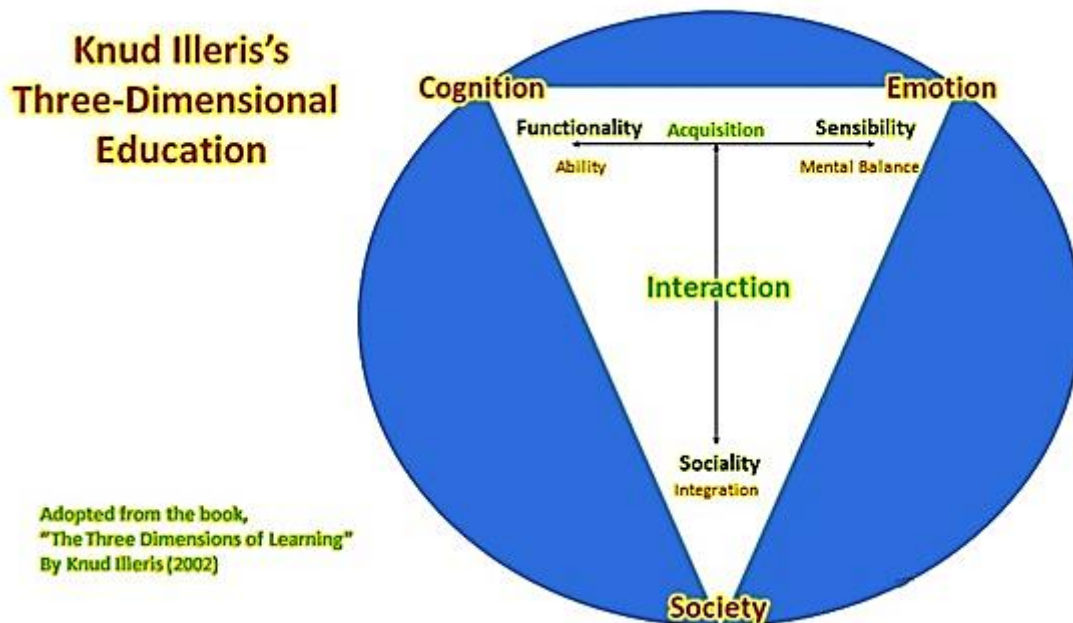 Knud Illeris's
Three-Dimensional
Education
Cognition
Emotion
Functionality
Acquisition
Sensibility
Ability
Mental Balance
Interaction
Sociality
Integration
Society
Adopted from the book,
"The Three Dimensions of Learning"
By Knud Illeris (2002)